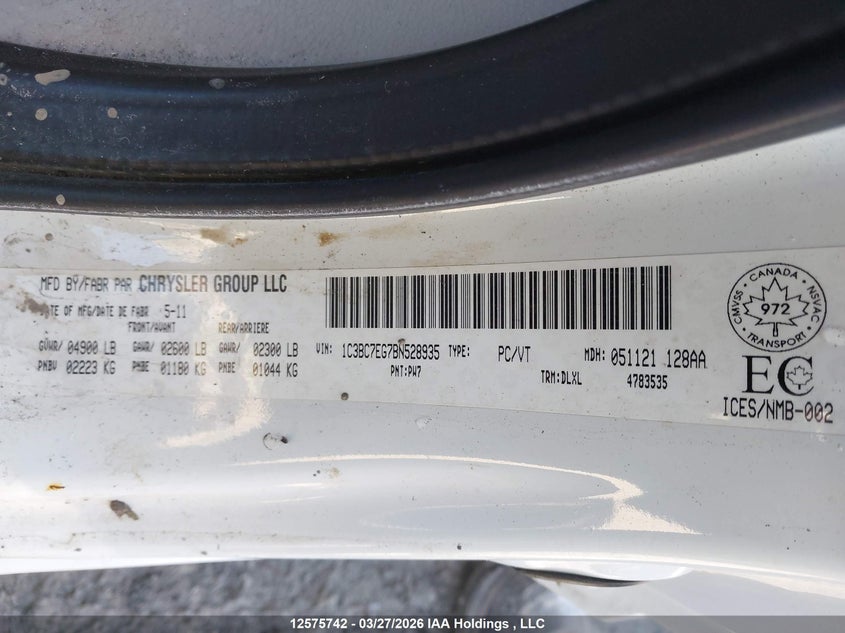 MFD BY/FABR PAR CHRYSLER GROUP LLC
DATE OF MFG/DATE DE FABR 5-11
FRONT/AVANT REAR/ARRIERE
GVWR/ 04900 LB GAWR/ 02600 LB GAWR/ 02300 LB
PNBV 02223 KG PNBE 01180 KG PNBE 01044 KG
VIN: 1C3BC7EG7BN528935 TYPE: PC/VT MDH: 051121 128AA
PNT:PW7 TRM:DLXL 4783535
CANADA
CMVSS 972 NSVAC
TRANSPORT
EC
ICES/NMB-002
12575742 - 03/27/2026 IAA Holdings , LLC